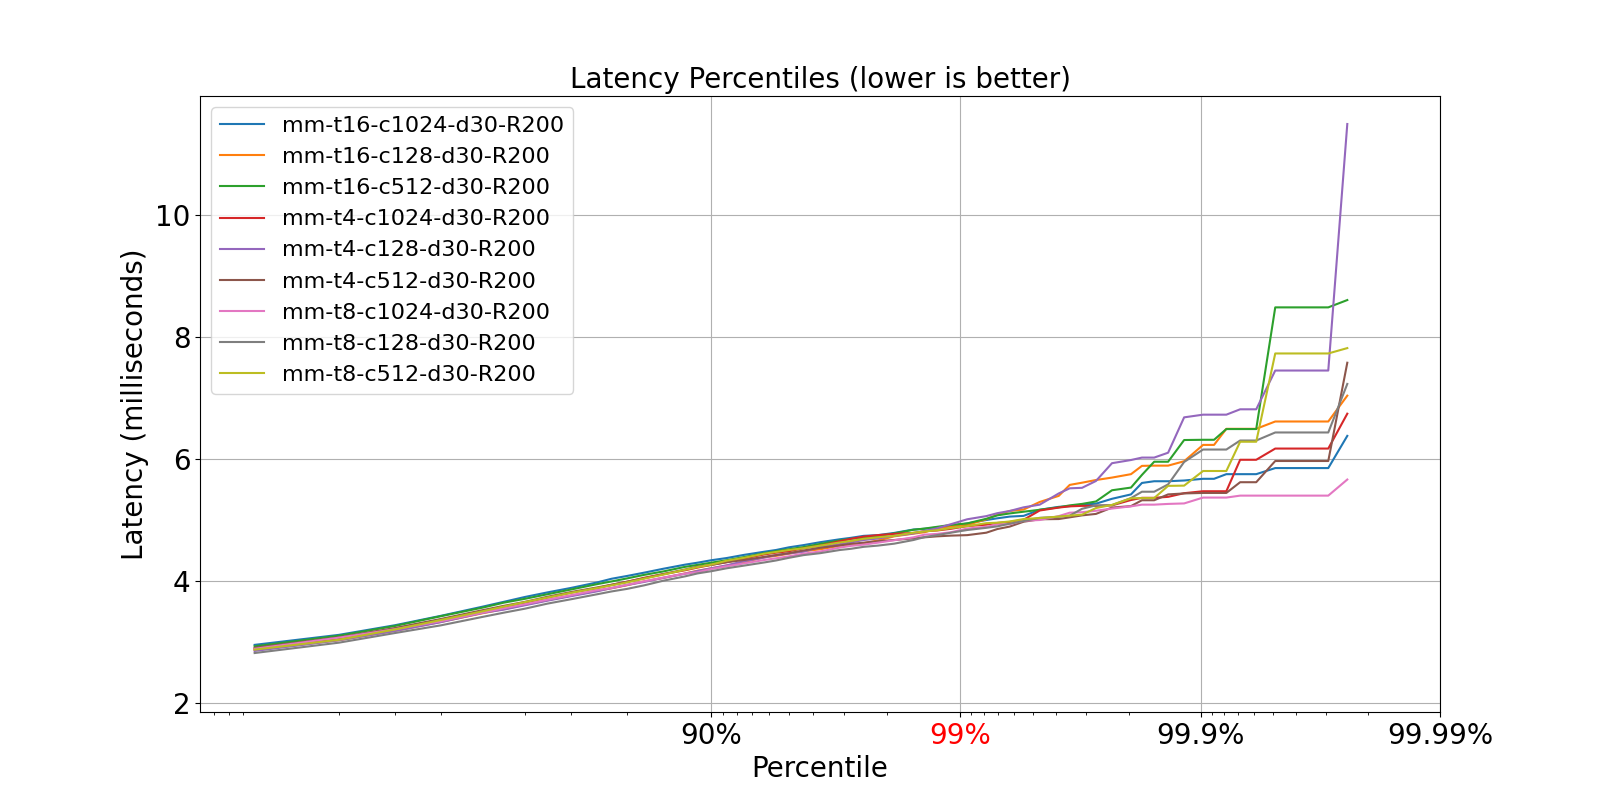 Latency Percentiles (lower is better)
mm-t16-c1024-d30-R200
mm-t16-c128-d30-R200
mm-t16-c512-d30-R200
mm-t4-c1024-d30-R200
mm-t4-c128-d30-R200
mm-t4-c512-d30-R200
mm-t8-c1024-d30-R200
mm-t8-c128-d30-R200
mm-t8-c512-d30-R200
Latency (milliseconds)
10
8
6
4
2
90% 99% 99.9% 99.99%
Percentile